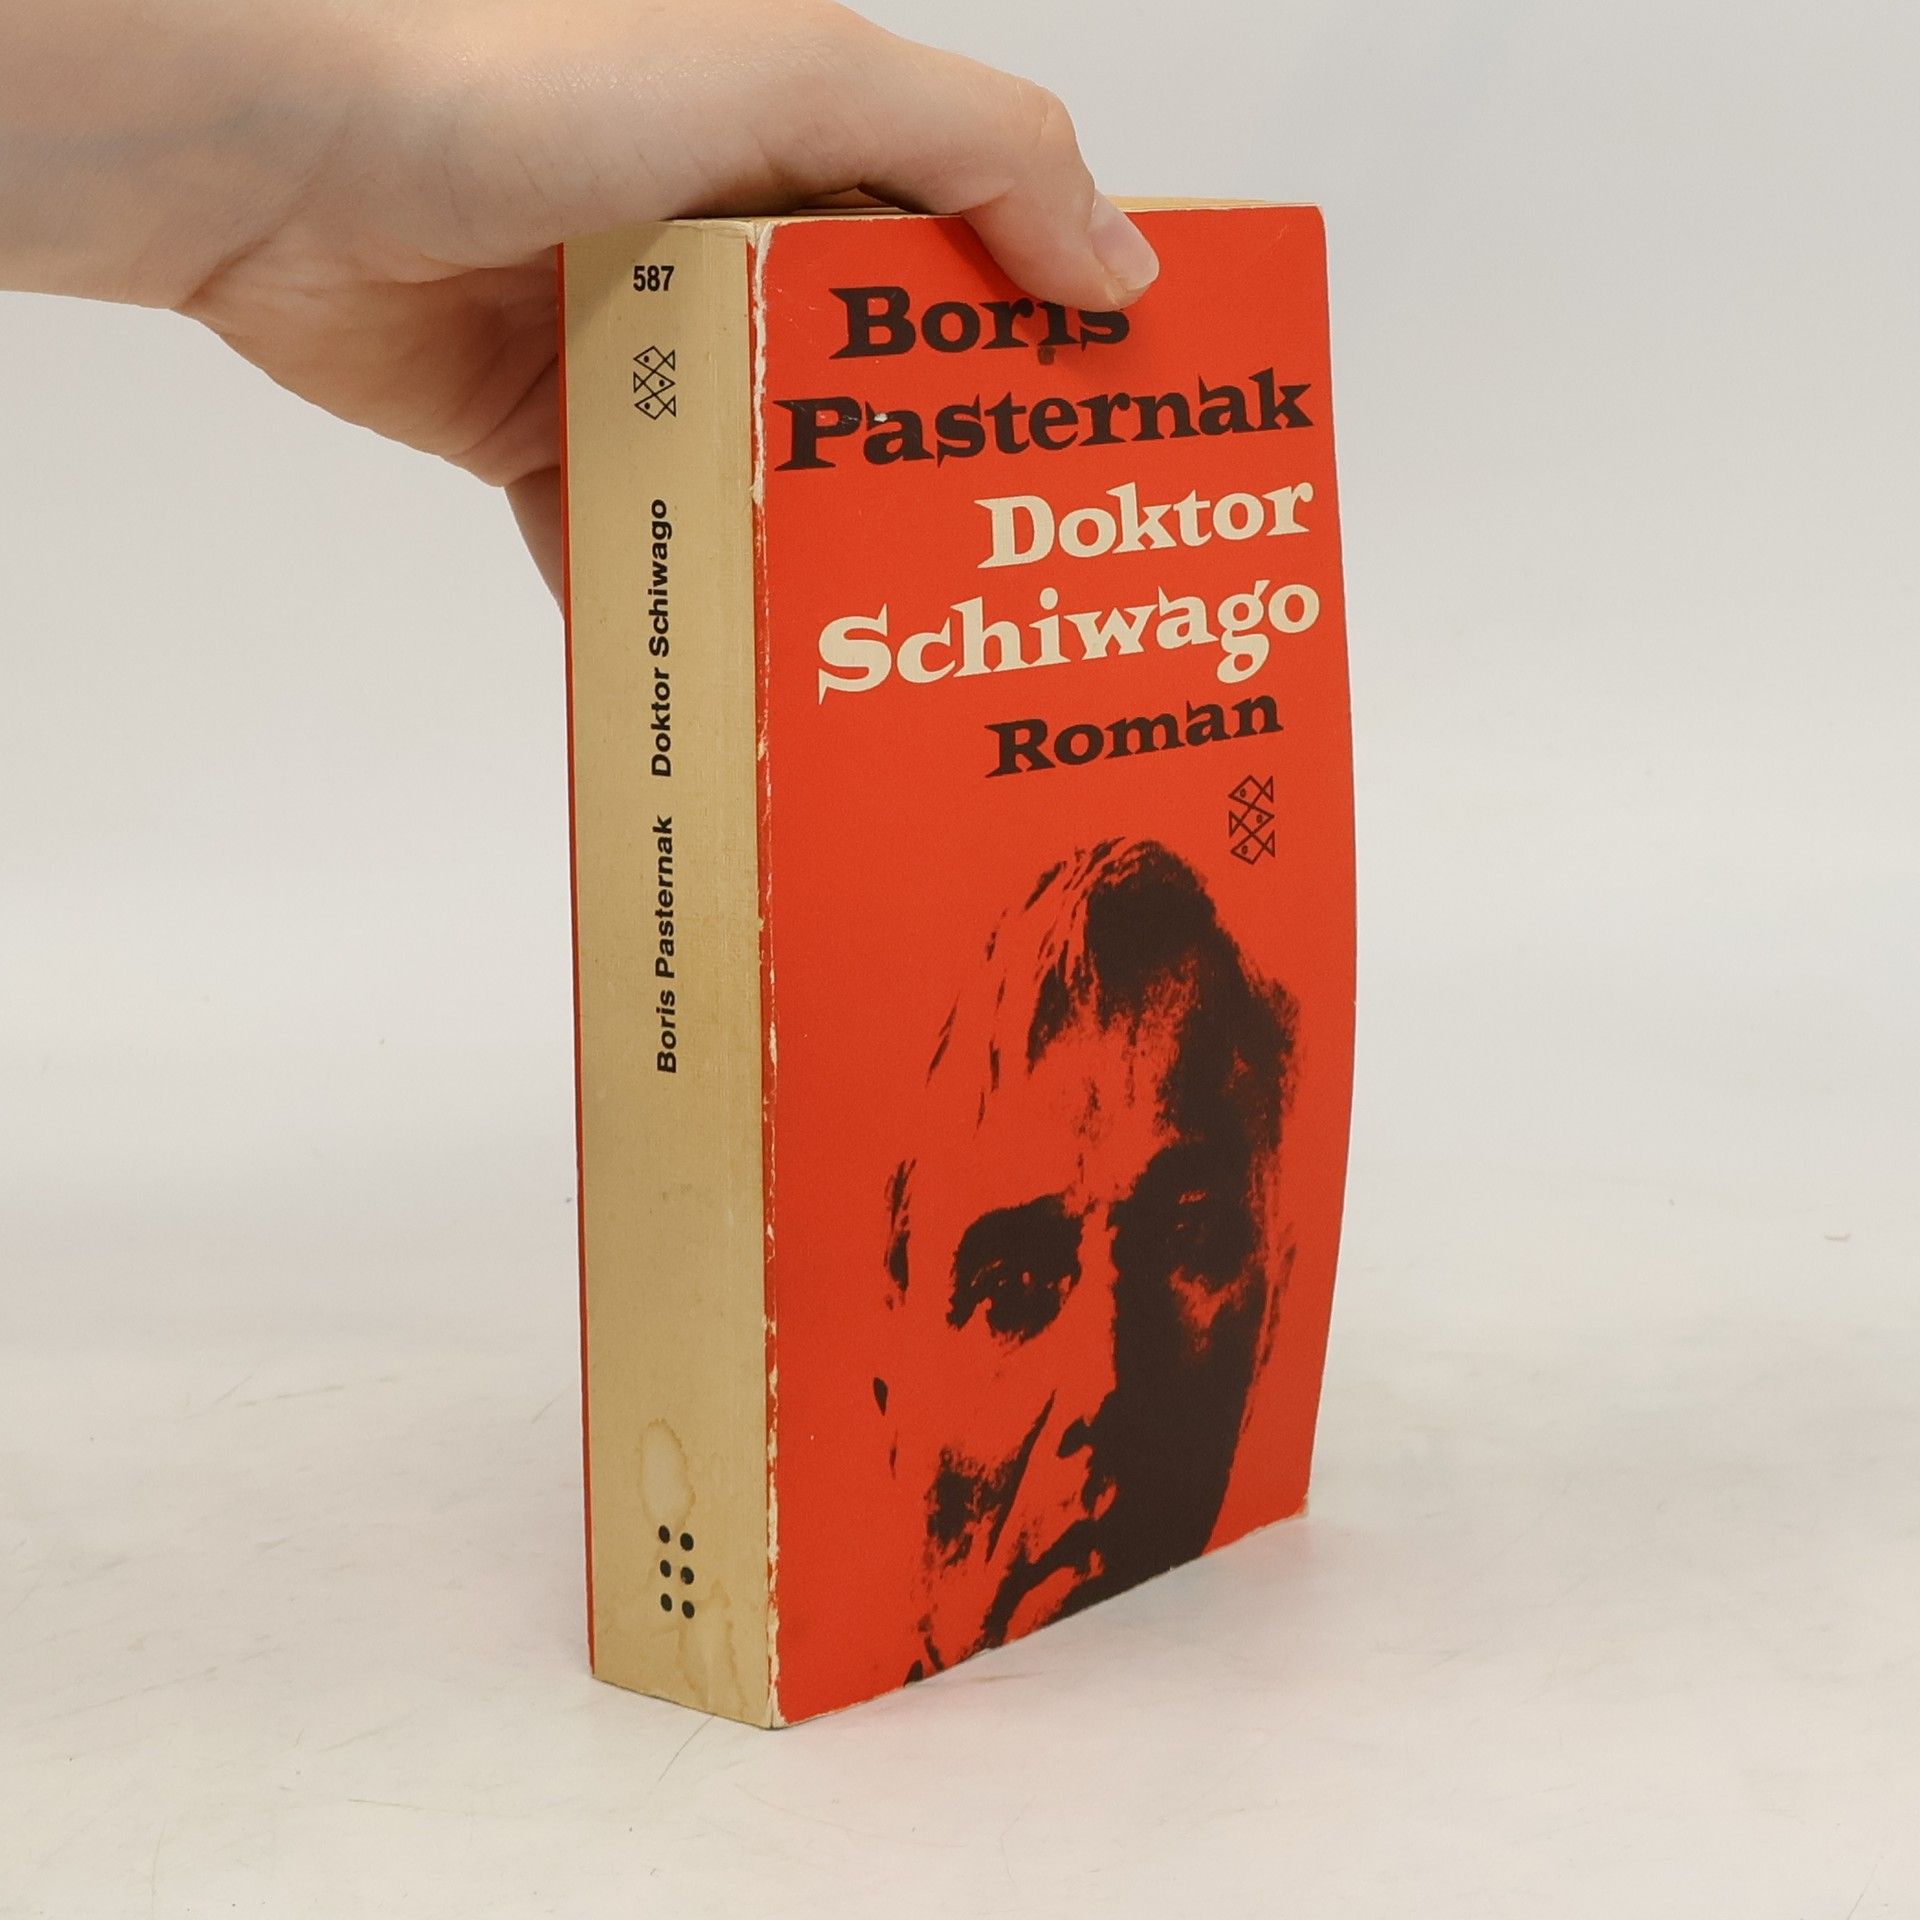 587
Boris Pasternak Doktor Schiwago
Boris
Pasternak
Doktor
Schiwago
Roman